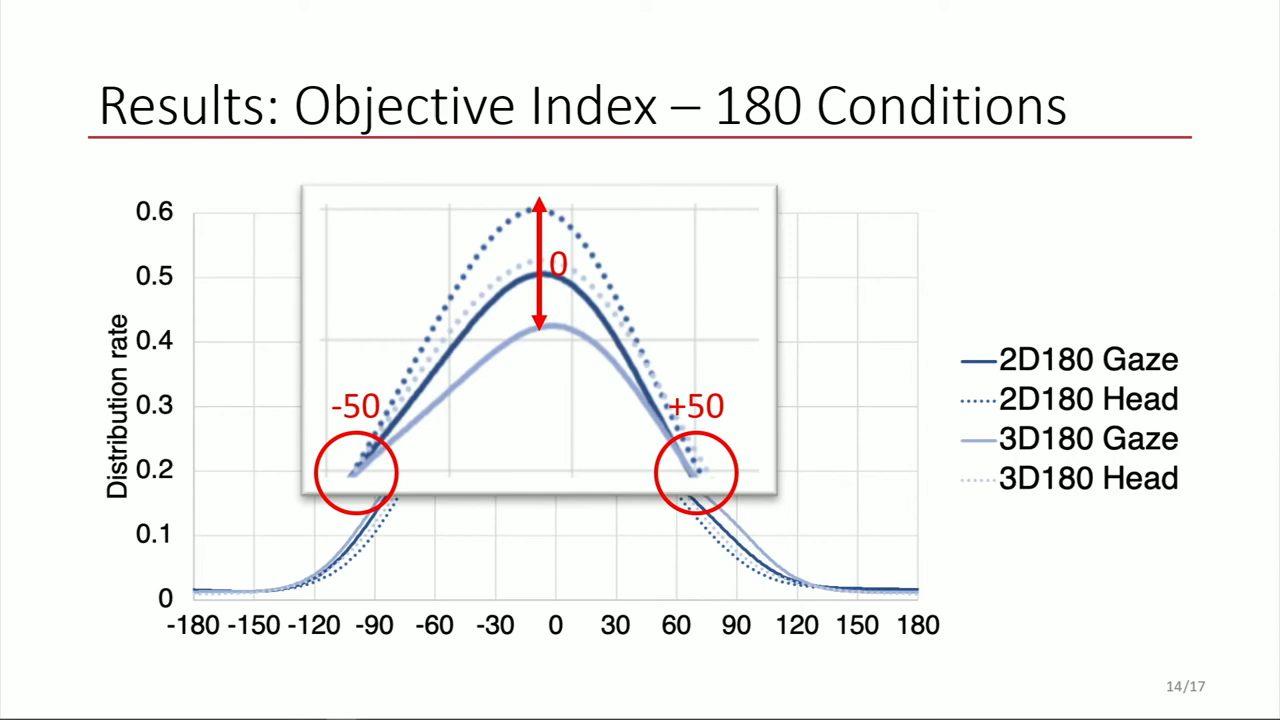 Results: Objective Index – 180 Conditions
Distribution rate
0.6
0.5
0.4
0.3
0.2
0.1
0
0
-50
+50
-180 -150 -120 -90 -60 -30 0 30 60 90 120 150 180
2D180 Gaze
2D180 Head
3D180 Gaze
3D180 Head
14/17